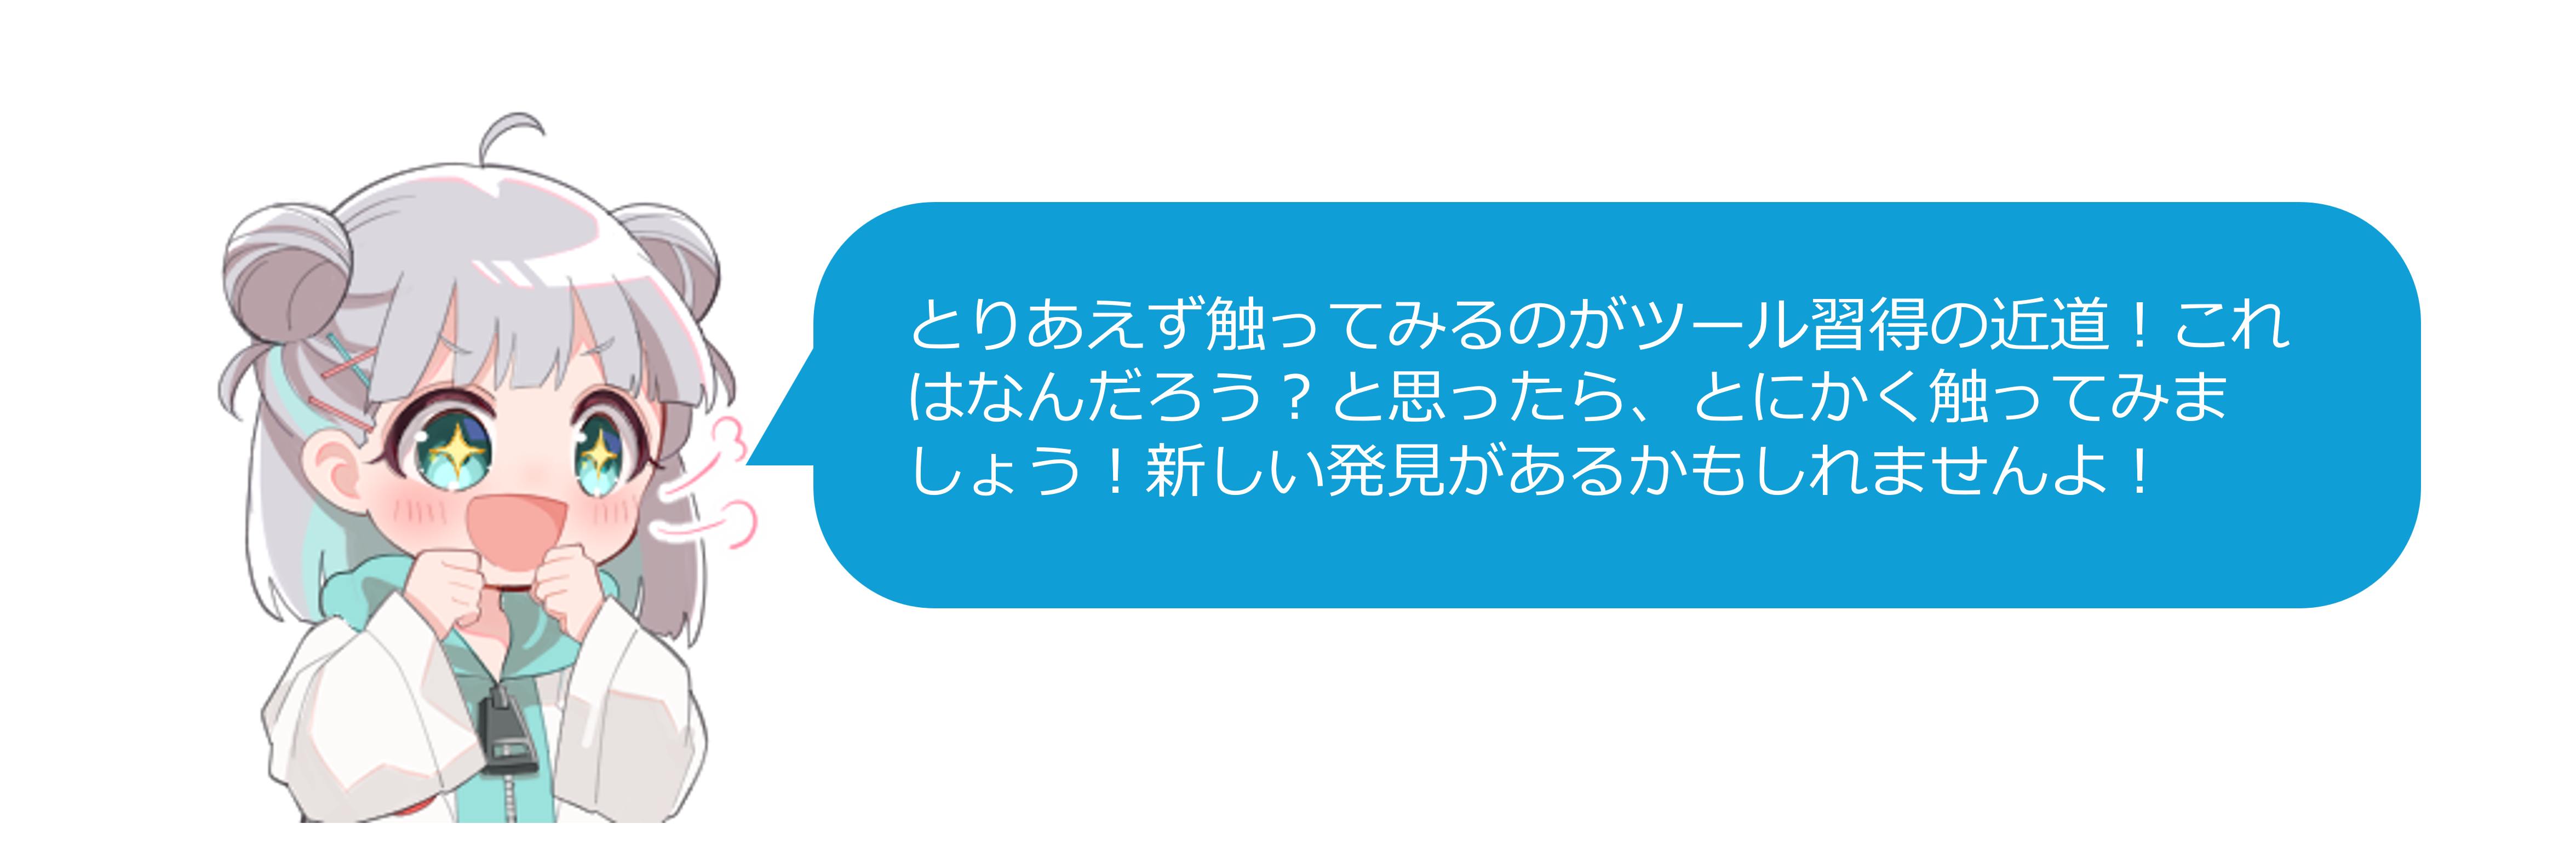 とりあえず触ってみるのがツール習得の近道！これ
はなんだろう？と思ったら、とにかく触ってみま
しょう！新しい発見があるかもしれませんよ！